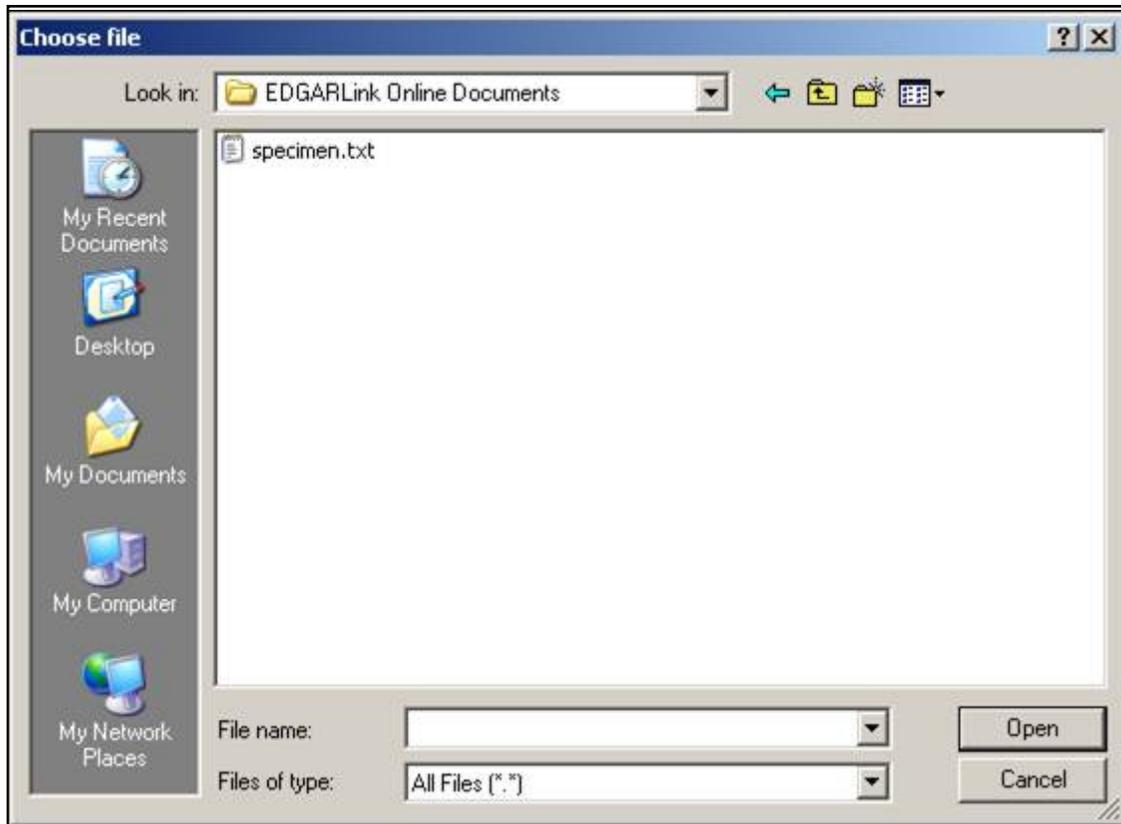 Choose file
Look in:
EDGARLink Online Documents
specimen.txt
My Recent
Documents
Desktop
My Documents
My Computer
My Network
Places
File name:
Open
Files of type:
All Files (*.*)
Cancel